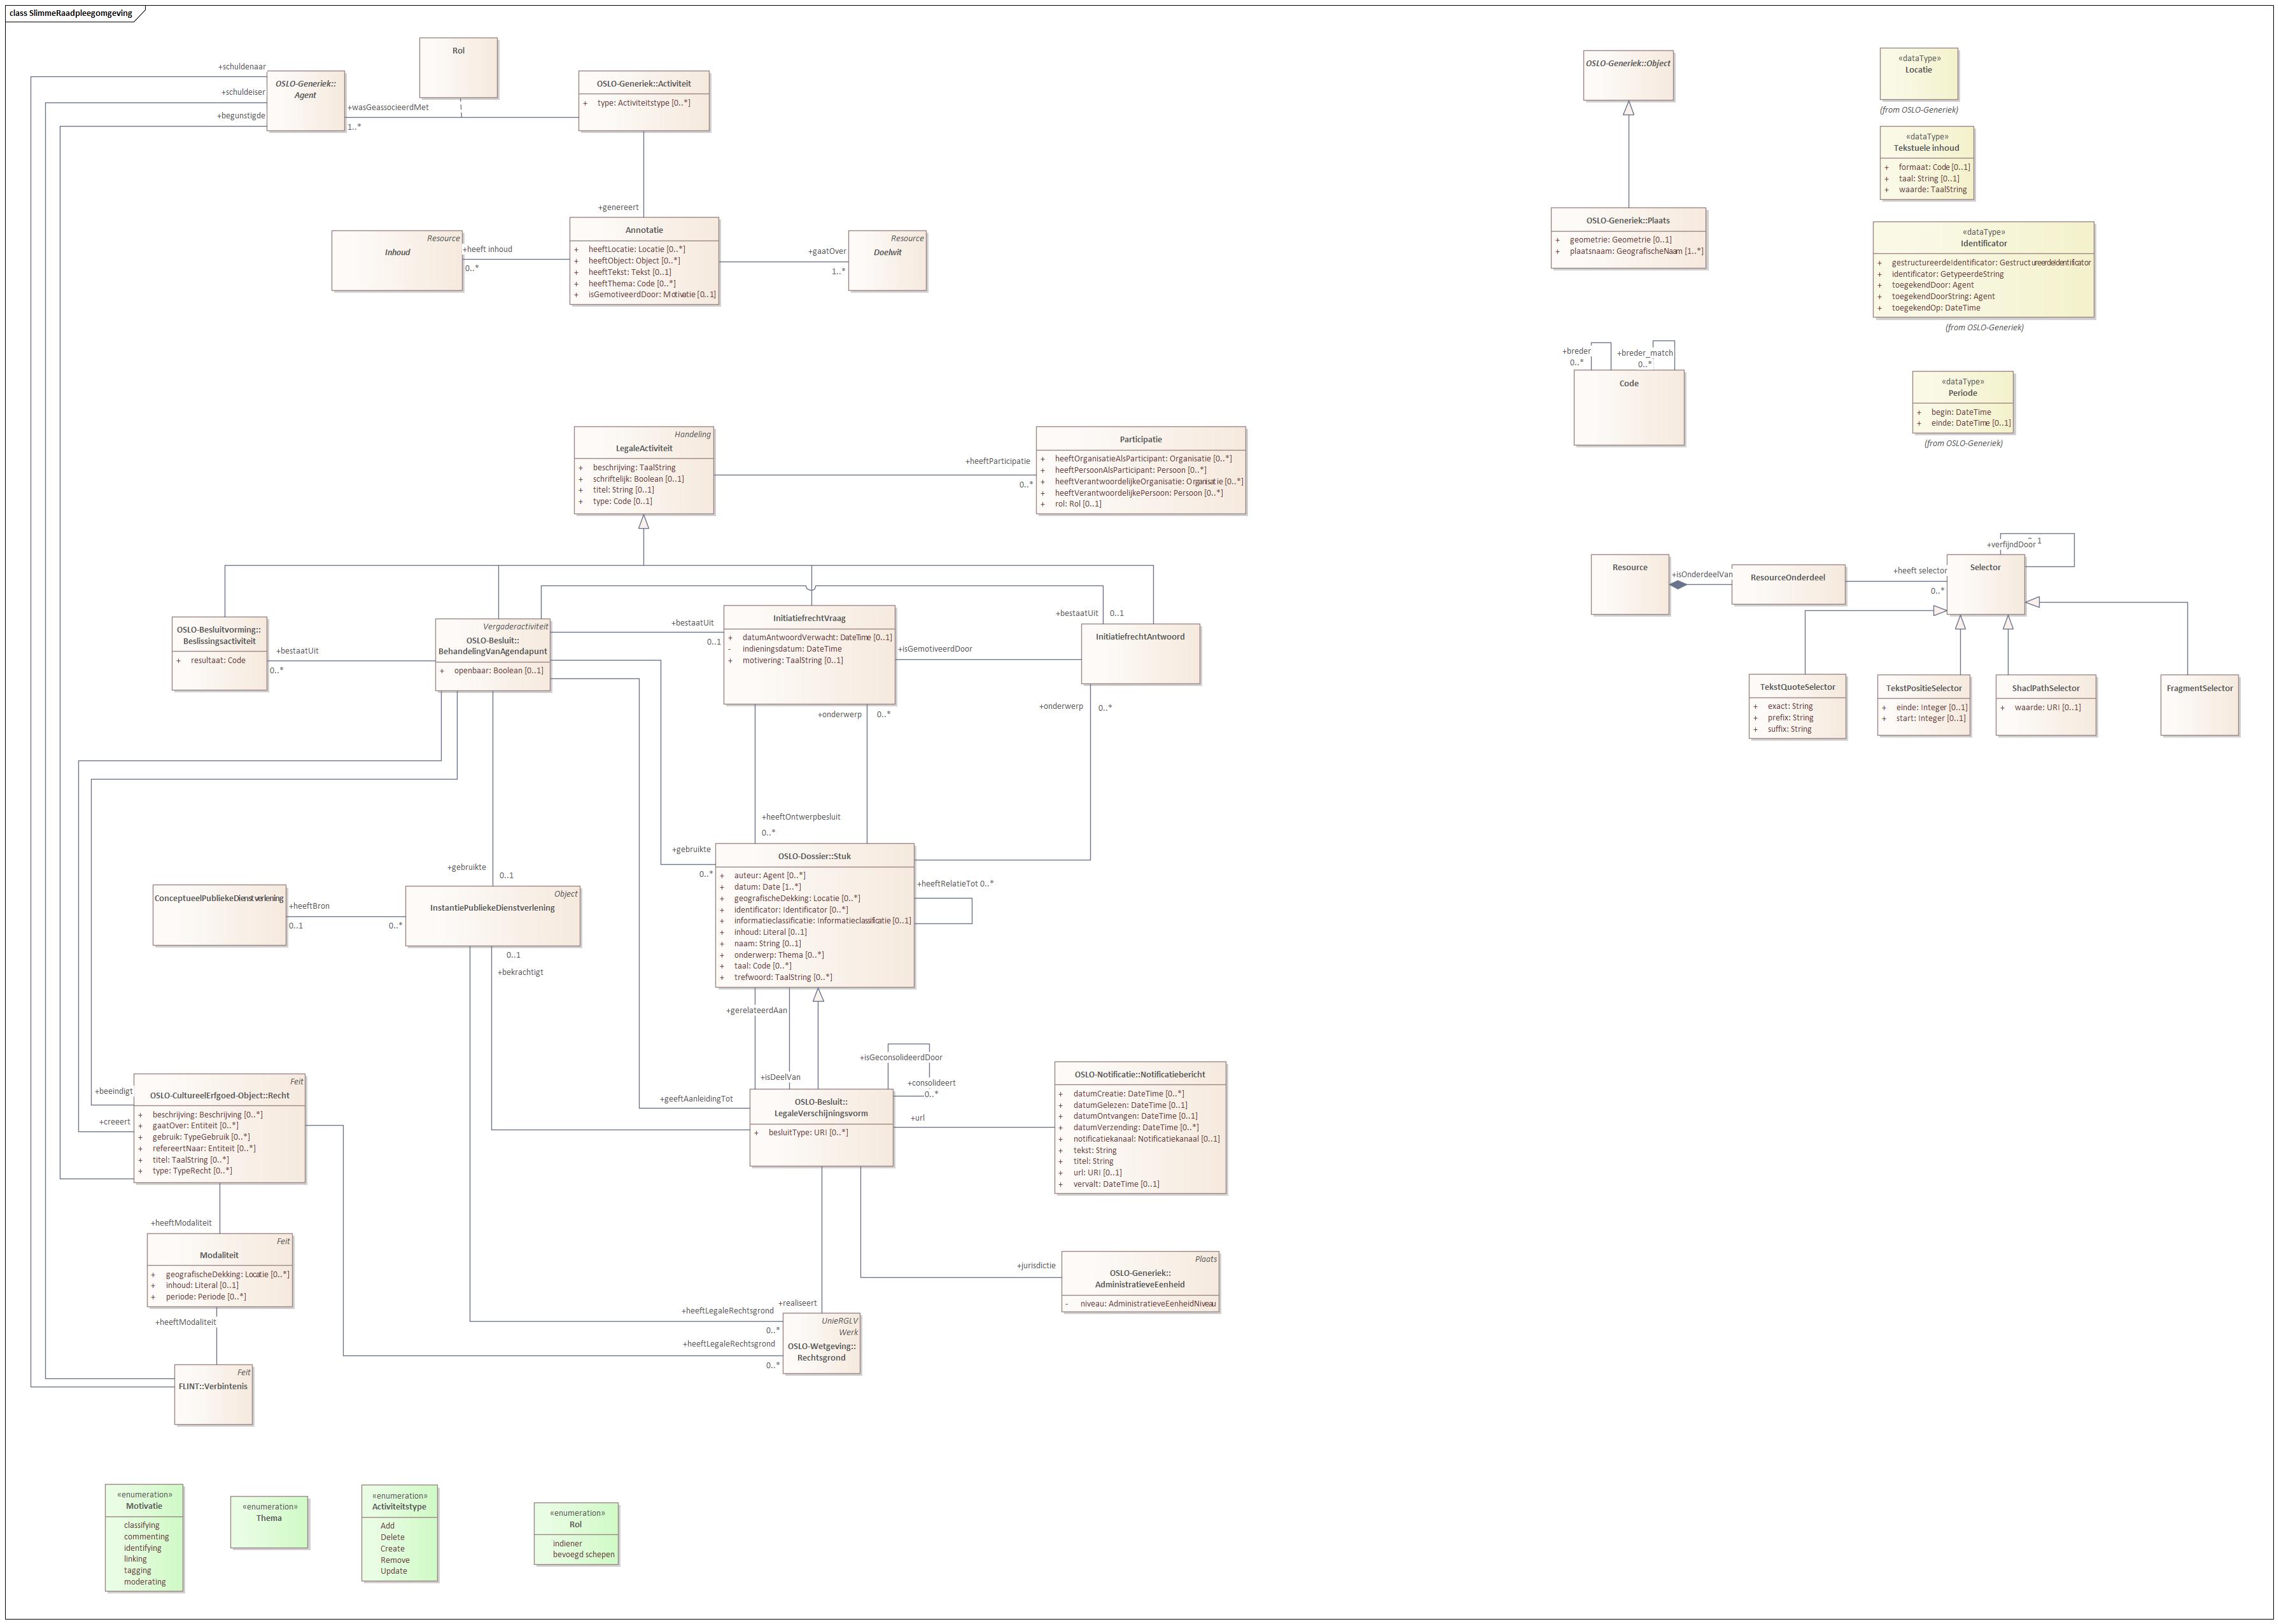 class SlimmeRaadpleegomgeving
Rol
+schuldenaar
OSLO-Generiek::
Agent
+schuldeiser
+begunstigde
+wasGeassocieerdMet
1..*
OSLO-Generiek::Activiteit
+ type: Activiteitstype [0..*]
+genereert
Resource
Inhoud
+heeft inhoud
0..*
Annotatie
+ heeftLocatie: Locatie [0..*]
+ heeftObject: Object [0..*]
+ heeftTekst: Tekst [0..1]
+ heeftThema: Code [0..*]
+ isGemotiveerdDoor: Motivatie [0..1]
+gaatOver
1..*
Resource
Doelwit
OSLO-Generiek::Object
OSLO-Generiek::Plaats
+ geometrie: Geometrie [0..1]
+ plaatsnaam: GeografischeNaam [1..*]
«dataType»
Locatie
(from OSLO-Generiek)
«dataType»
Tekstuele inhoud
+ formaat: Code [0..1]
+ taal: String [0..1]
+ waarde: TaalString
«dataType»
Identificator
+ gestructureerdeIdentificator: GestructureerdeIdentificator
+ identificator: GetypeerdeString
+ toegekendDoor: Agent
+ toegekendDoorString: Agent
+ toegekendOp: DateTime
(from OSLO-Generiek)
+breder
0..*
+breder_match
0..*
Code
«dataType»
Periode
+ begin: DateTime
+ einde: DateTime [0..1]
(from OSLO-Generiek)
Handeling
LegaleActiviteit
+ beschrijving: TaalString
+ schriftelijk: Boolean [0..1]
+ titel: String [0..1]
+ type: Code [0..1]
+heeftParticipatie
0..*
Participatie
+ heeftOrganisatieAlsParticipant: Organisatie [0..*]
+ heeftPersoonAlsParticipant: Persoon [0..*]
+ heeftVerantwoordelijkeOrganisatie: Organisatie [0..*]
+ heeftVerantwoordelijkePersoon: Persoon [0..*]
+ rol: Rol [0..1]
OSLO-Besluitvorming::
Beslissingsactiviteit
+ resultaat: Code
+bestaatUit
0..*
Vergaderactiviteit
OSLO-Besluit::
BehandelingVanAgendapunt
+ openbaar: Boolean [0..1]
+bestaatUit
0..1
InitiatiefrechtVraag
+ datumAntwoordVerwacht: DateTime [0..1]
- indieningsdatum: DateTime
+ motivering: TaalString [0..1]
+isGemotiveerdDoor
+bestaatUit
0..1
InitiatiefrechtAntwoord
+onderwerp
0..*
+onderwerp
0..*
Resource
+isOnderdeelVan
ResourceOnderdeel
+heeft selector
0..*
+verfijndDoor
1
Selector
TekstQuoteSelector
+ exact: String
+ prefix: String
+ suffix: String
TekstPositieSelector
+ einde: Integer [0..1]
+ start: Integer [0..1]
ShaclPathSelector
+ waarde: URI [0..1]
FragmentSelector
+heeftOntwerpbesluit
0..*
+gebruikte
0..*
+gebruikte
0..1
ConceptueelPubliekeDienstverlening
+heeftBron
0..1
0..*
Object
InstantiePubliekeDienstverlening
0..1
+bekrachtigt
OSLO-Dossier::Stuk
+ auteur: Agent [0..*]
+ datum: Date [1..*]
+ geografischeDekking: Locatie [0..*]
+ identificator: Identificator [0..*]
+ informatieclassificatie: Informatieclassificatie [0..1]
+ inhoud: Literal [0..1]
+ naam: String [0..1]
+ onderwerp: Thema [0..*]
+ taal: Code [0..*]
+ trefwoord: TaalString [0..*]
+heeftRelatieTot 0..*
+gerelateerdAan
+isDeelVan
+isGeconsolideerdDoor
+consolideert
0..*
+geeftAanleidingTot
OSLO-Besluit::
LegaleVerschijningsvorm
+ besluitType: URI [0..*]
+url
OSLO-Notificatie::Notificatiebericht
+ datumCreatie: DateTime [0..*]
+ datumGelezen: DateTime [0..1]
+ datumOntvangen: DateTime [0..1]
+ datumVerzending: DateTime [0..*]
+ notificatiekanaal: Notificatiekanaal [0..1]
+ tekst: String
+ titel: String
+ url: URI [0..1]
+ vervalt: DateTime [0..1]
+beeindigt
+creeert
Feit
OSLO-CultureelErfgoed-Object::Recht
+ beschrijving: Beschrijving [0..*]
+ gaatOver: Entiteit [0..*]
+ gebruik: TypeGebruik [0..*]
+ refereertNaar: Entiteit [0..*]
+ titel: TaalString [0..*]
+ type: TypeRecht [0..*]
+heeftModaliteit
Feit
Modaliteit
+ geografischeDekking: Locatie [0..*]
+ inhoud: Literal [0..1]
+ periode: Periode [0..*]
+heeftModaliteit
Feit
FLINT::Verbintenis
+jurisdictie
Plaats
OSLO-Generiek::
AdministratieveEenheid
- niveau: AdministratieveEenheidNiveau
+realiseert
+heeftLegaleRechtsgrond
0..*
+heeftLegaleRechtsgrond
0..*
UnieRGLV
Werk
OSLO-Wetgeving::
Rechtsgrond
«enumeration»
Motivatie
classifying
commenting
identifying
linking
tagging
moderating
«enumeration»
Thema
«enumeration»
Activiteitstype
Add
Delete
Create
Remove
Update
«enumeration»
Rol
indiener
bevoegd schepen